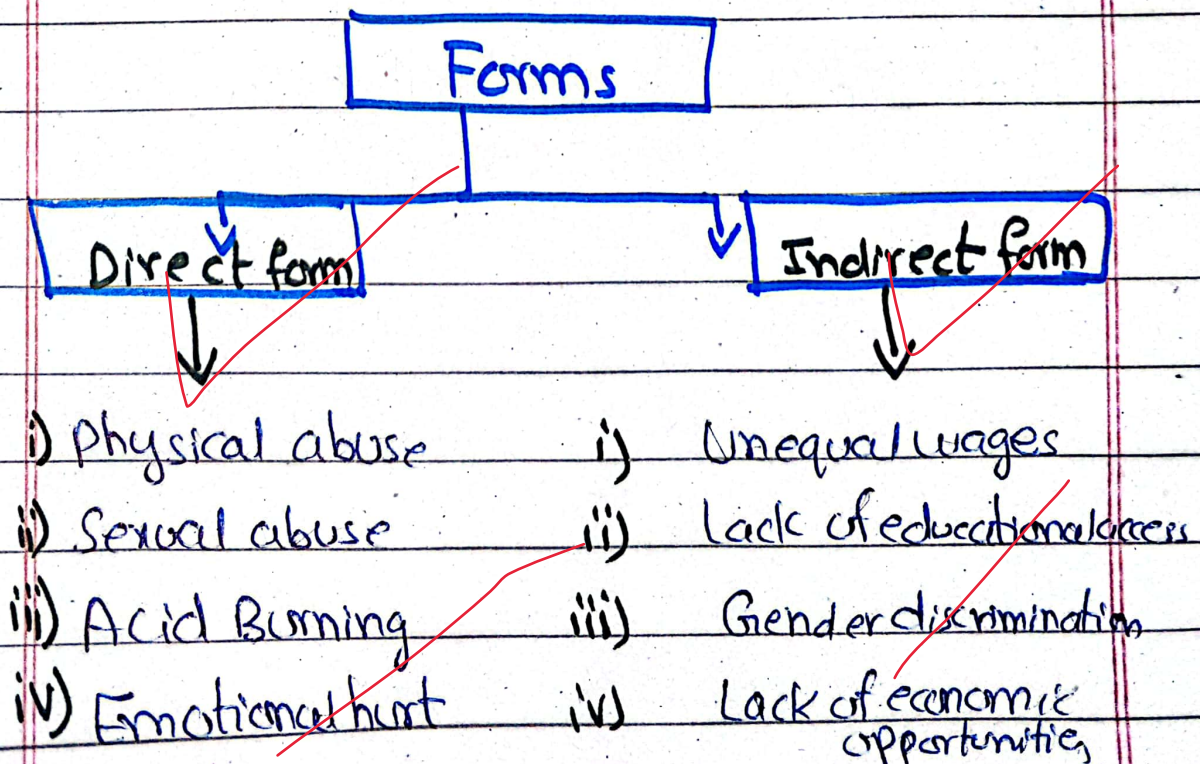 Forms
Direct form Indirect form
i) Physical abuse i) Unequal wages
ii) Sexual abuse ii) Lack of educational access
iii) Acid Burning iii) Gender discrimination
iv) Emotional hurt iv) Lack of economic
opportunities